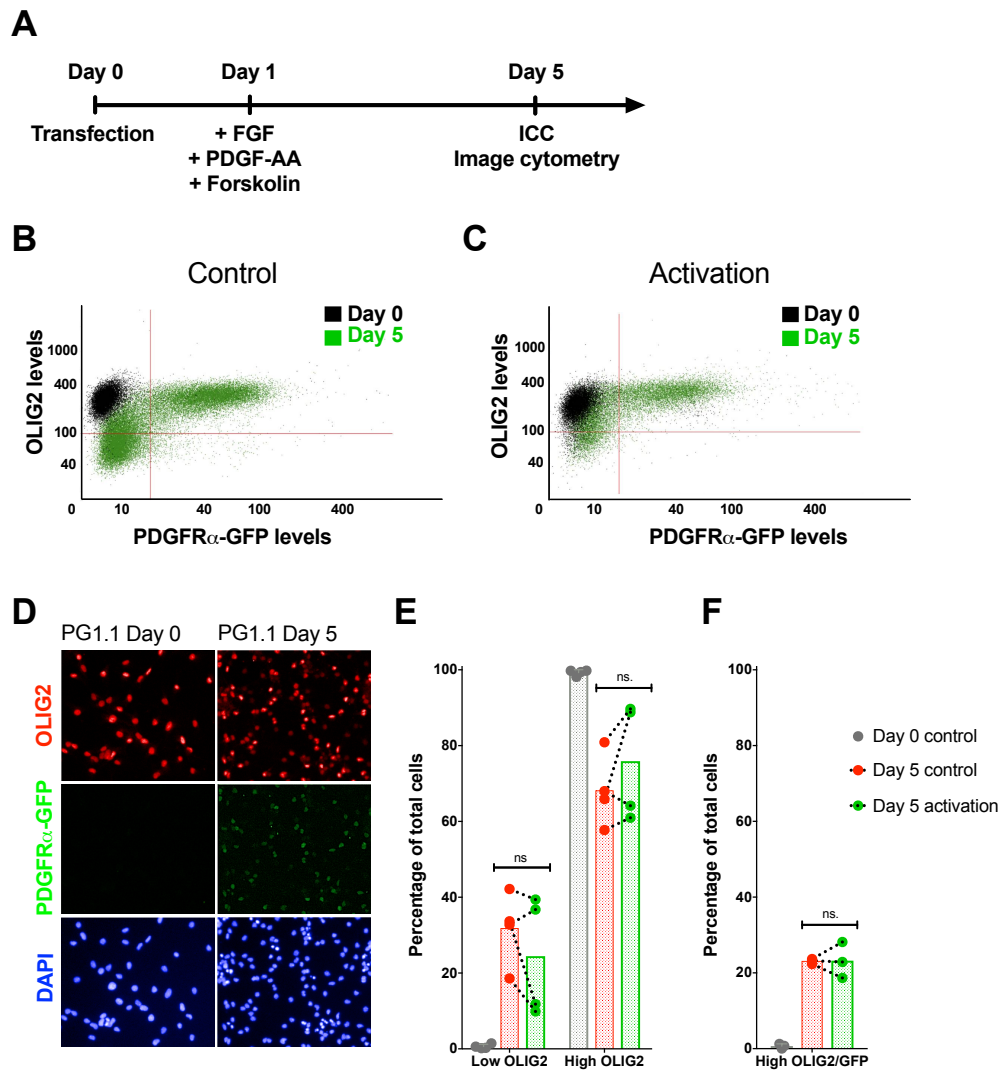 A
Day 0 Day 1 Day 5
Transfection + FGF ICC
+ PDGF-AA Image cytometry
+ Forskolin
B
Control
Day 0
Day 5
OLIG2 levels
1000
400
100
40
0 10 40 100 400
PDGFRα-GFP levels
C
Activation
Day 0
Day 5
OLIG2 levels
1000
400
100
40
0 10 40 100 400
PDGFRα-GFP levels
D
PG1.1 Day 0 PG1.1 Day 5
OLIG2
PDGFRα-GFP
DAPI
E
Percentage of total cells
100
80
60
40
20
0
ns
ns.
Low OLIG2 High OLIG2
F
Percentage of total cells
100
80
60
40
20
0
ns.
High OLIG2/GFP
Day 0 control
Day 5 control
Day 5 activation